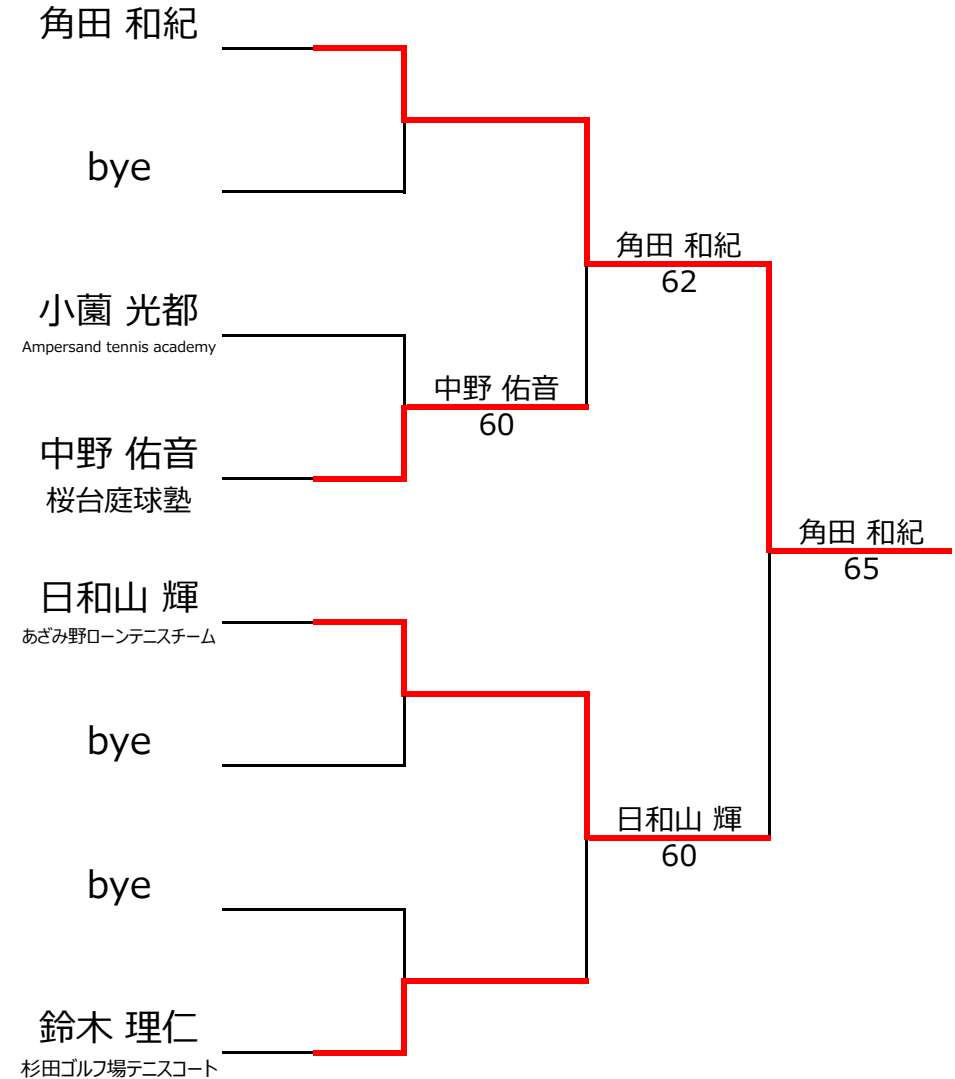 角田 和紀
bye
角田 和紀
62
小薗 光都
Ampersand tennis academy
中野 佑音
60
中野 佑音
桜台庭球塾
角田 和紀
65
日和山 輝
あざみ野ローンテニスチーム
bye
日和山 輝
60
bye
鈴木 理仁
杉田ゴルフ場テニスコート